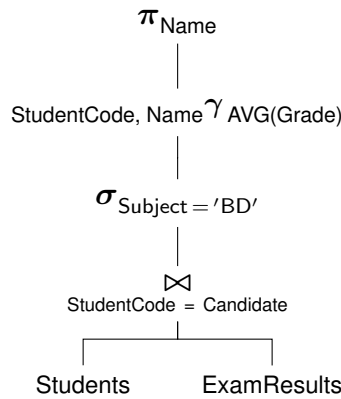 π Name
StudentCode, Name γ AVG(Grade)
σ Subject = 'BD'
⋈
StudentCode = Candidate
Students ExamResults